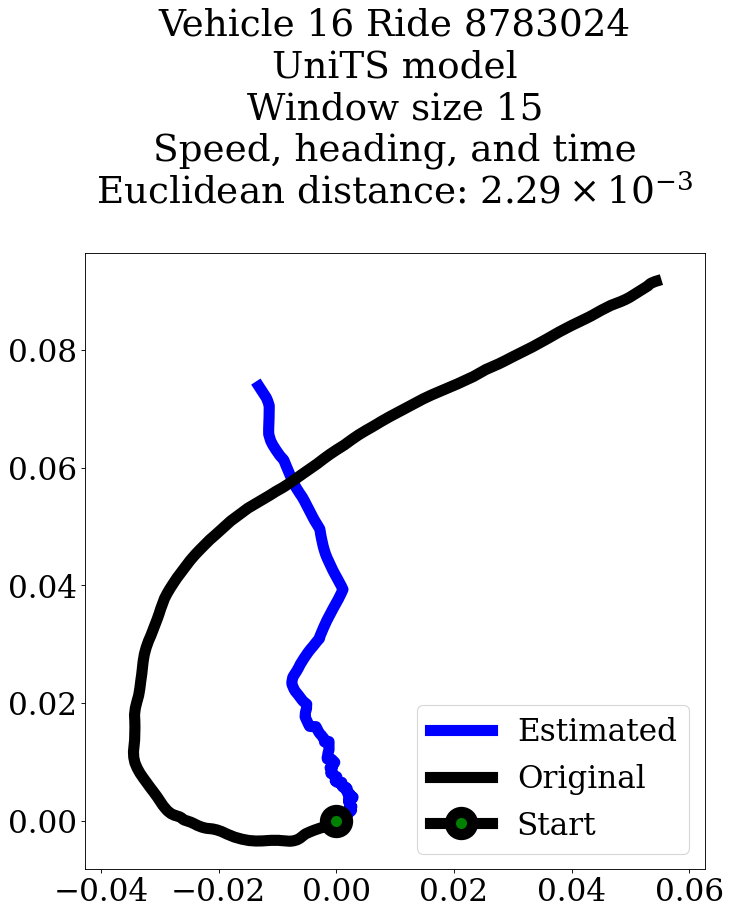 Vehicle 16 Ride 8783024
UniTS model
Window size 15
Speed, heading, and time
Euclidean distance: 2.29 × 10⁻³
0.08
0.06
0.04
0.02
0.00
Estimated
Original
Start
−0.04 −0.02 0.00 0.02 0.04 0.06